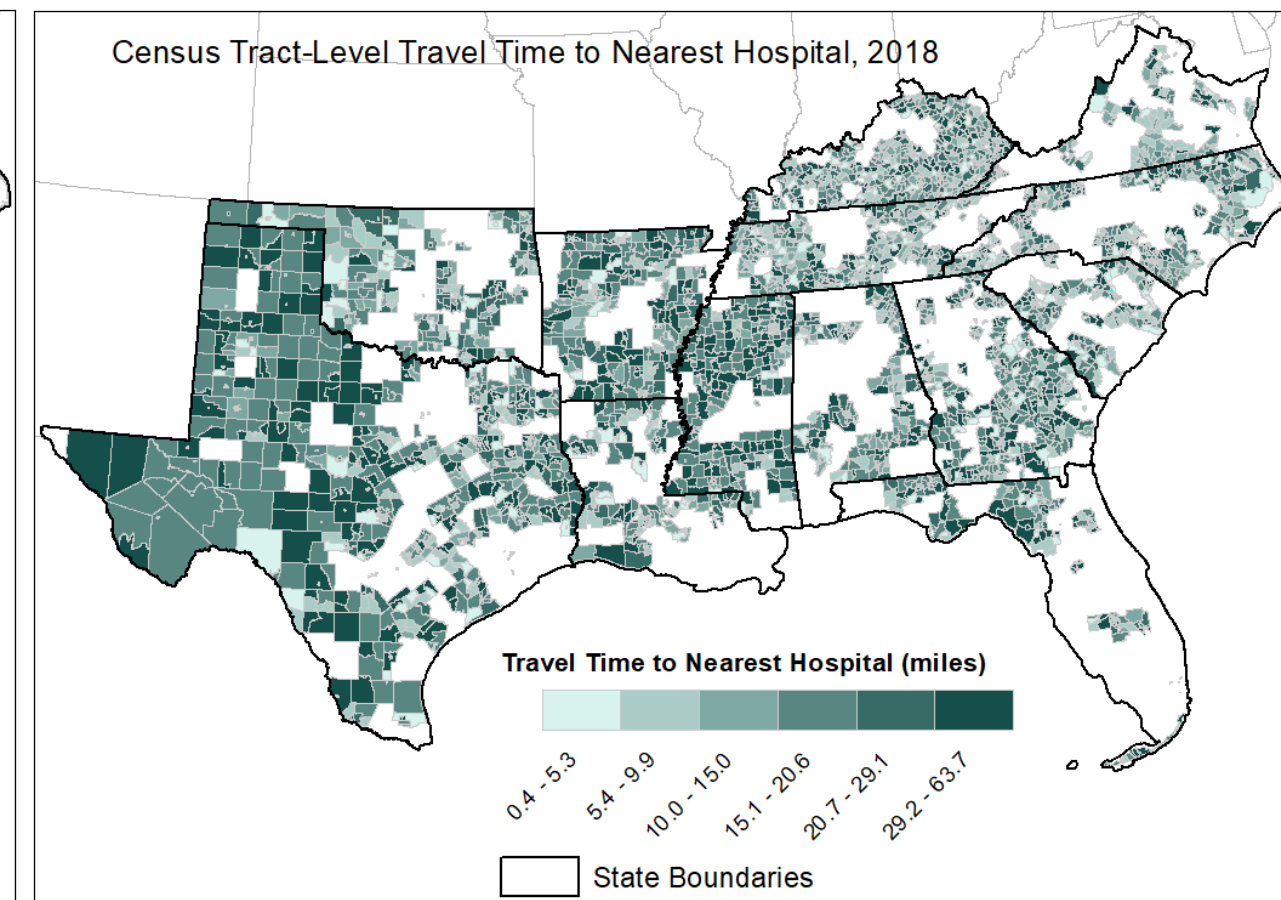 Census Tract-Level Travel Time to Nearest Hospital, 2018
Travel Time to Nearest Hospital (miles)
0.4 - 5.3
5.4 - 9.9
10.0 - 15.0
15.1 - 20.6
20.7 - 29.1
29.2 - 63.7
State Boundaries